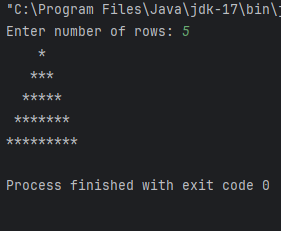 "C:\Program Files\Java\jdk-17\bin\j
Enter number of rows: 5
    *
   ***
  *****
 *******
*********
Process finished with exit code 0